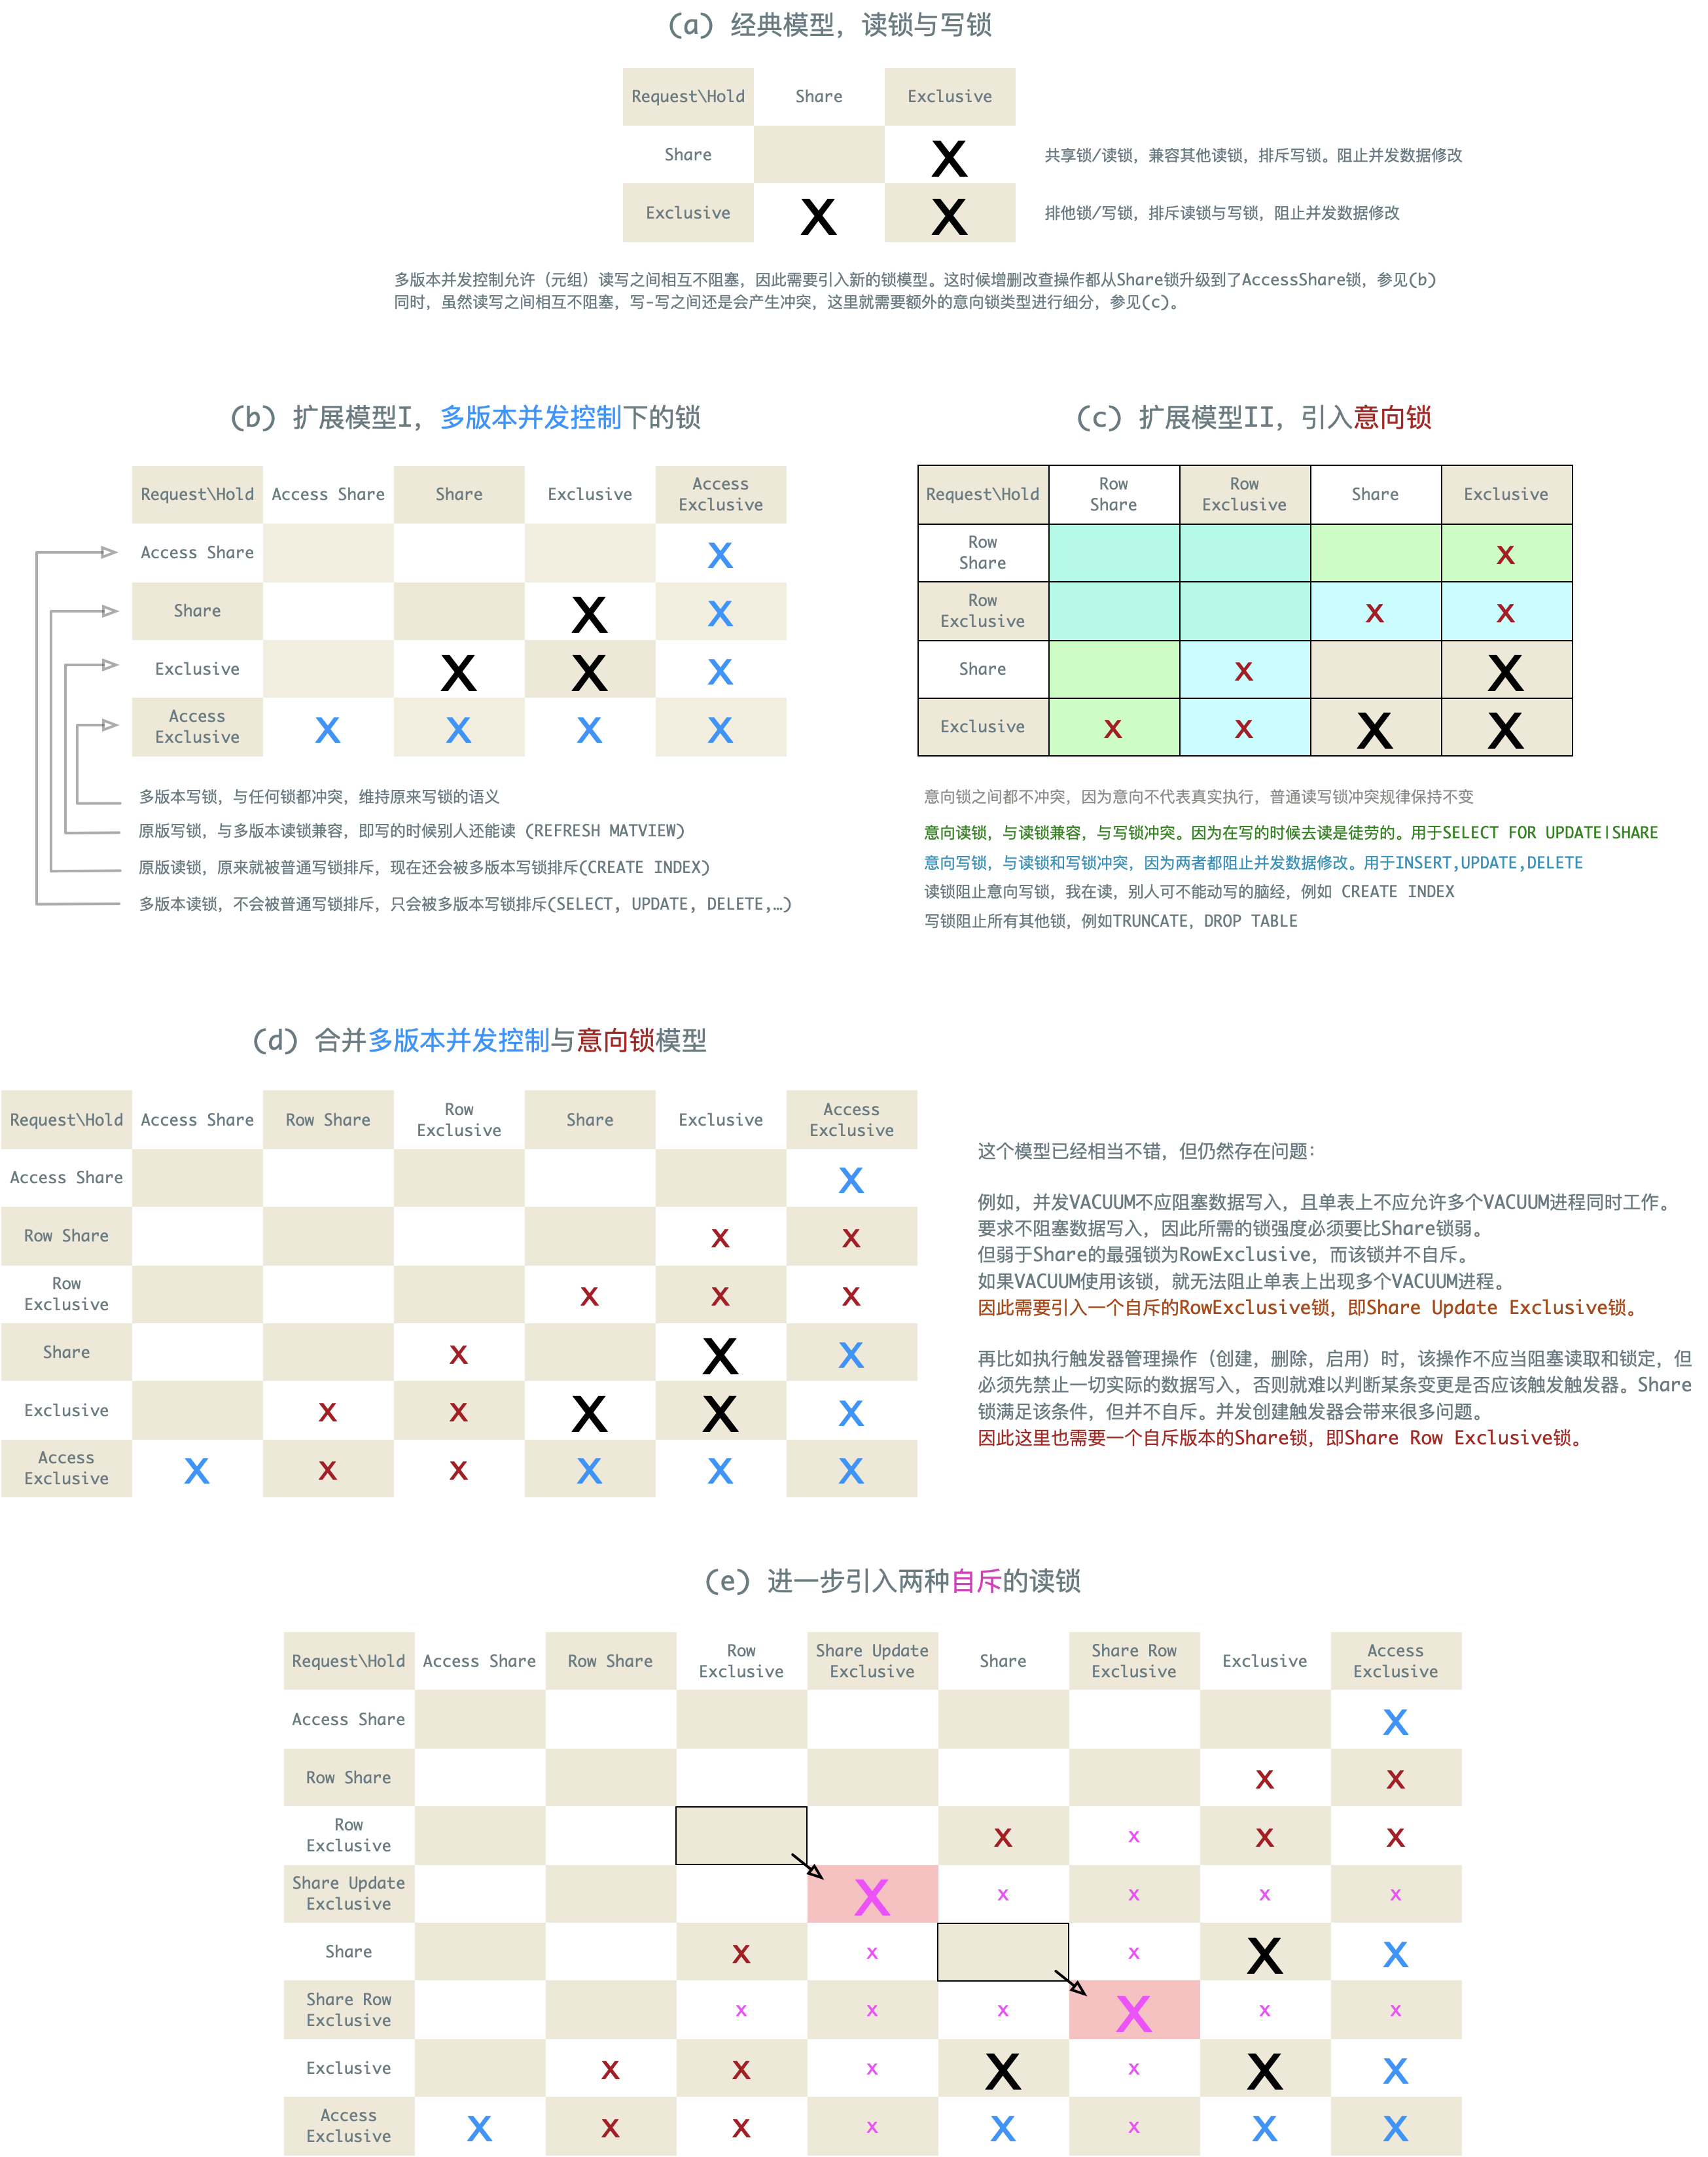 (a) 经典模型，读锁与写锁
Request\Hold Share Exclusive
Share X 共享锁/读锁，兼容其他读锁，排斥写锁。阻止并发数据修改
Exclusive X X 排他锁/写锁，排斥读锁与写锁，阻止并发数据修改
多版本并发控制允许（元组）读写之间相互不阻塞，因此需要引入新的锁模型。这时候增删改查操作都从Share锁升级到了AccessShare锁，参见(b)
同时，虽然读写之间相互不阻塞，写-写之间还是会产生冲突，这里就需要额外的意向锁类型进行细分，参见(c)。
(b) 扩展模型I，多版本并发控制下的锁
Request\Hold Access Share Share Exclusive Access Exclusive
Access Share X
Share X X
Exclusive X X X
Access Exclusive X X X X
多版本写锁，与任何锁都冲突，维持原来写锁的语义
原版写锁，与多版本读锁兼容，即写的时候别人还能读 (REFRESH MATVIEW)
原版读锁，原来就被普通写锁排斥，现在还会被多版本写锁排斥(CREATE INDEX)
多版本读锁，不会被普通写锁排斥，只会被多版本写锁排斥(SELECT, UPDATE, DELETE,…)
(c) 扩展模型II，引入意向锁
Request\Hold Row Share Row Exclusive Share Exclusive
Row Share X
Row Exclusive X X
Share X X
Exclusive X X X X
意向锁之间都不冲突，因为意向不代表真实执行，普通读写锁冲突规律保持不变
意向读锁，与读锁兼容，与写锁冲突。因为在写的时候去读是徒劳的。用于SELECT FOR UPDATE|SHARE
意向写锁，与读锁和写锁冲突，因为两者都阻止并发数据修改。用于INSERT,UPDATE,DELETE
读锁阻止意向写锁，我在读，别人可不能动写的脑经，例如 CREATE INDEX
写锁阻止所有其他锁，例如TRUNCATE, DROP TABLE
(d) 合并多版本并发控制与意向锁模型
Request\Hold Access Share Row Share Row Exclusive Share Exclusive Access Exclusive
Access Share X
Row Share X X
Row Exclusive X X X
Share X X X
Exclusive X X X X X
Access Exclusive X X X X X X
这个模型已经相当不错，但仍然存在问题：
例如，并发VACUUM不应阻塞数据写入，且单表上不应允许多个VACUUM进程同时工作。
要求不阻塞数据写入，因此所需的锁强度必须要比Share锁弱。
但弱于Share的最强锁为RowExclusive，而该锁并不自斥。
如果VACUUM使用该锁，就无法阻止单表上出现多个VACUUM进程。
因此需要引入一个自斥的RowExclusive锁，即Share Update Exclusive锁。
再比如执行触发器管理操作（创建，删除，启用）时，该操作不应当阻塞读取和锁定，但
必须先禁止一切实际的数据写入，否则就难以判断某条变更是否应该触发触发器。Share
锁满足该条件，但并不自斥。并发创建触发器会带来很多问题。
因此这里也需要一个自斥版本的Share锁，即Share Row Exclusive锁。
(e) 进一步引入两种自斥的读锁
Request\Hold Access Share Row Share Row Exclusive Share Update Exclusive Share Share Row Exclusive Exclusive Access Exclusive
Access Share X
Row Share X X
Row Exclusive X X X X
Share Update Exclusive X X X X X
Share X X X X X
Share Row Exclusive X X X X X X
Exclusive X X X X X X X
Access Exclusive X X X X X X X X